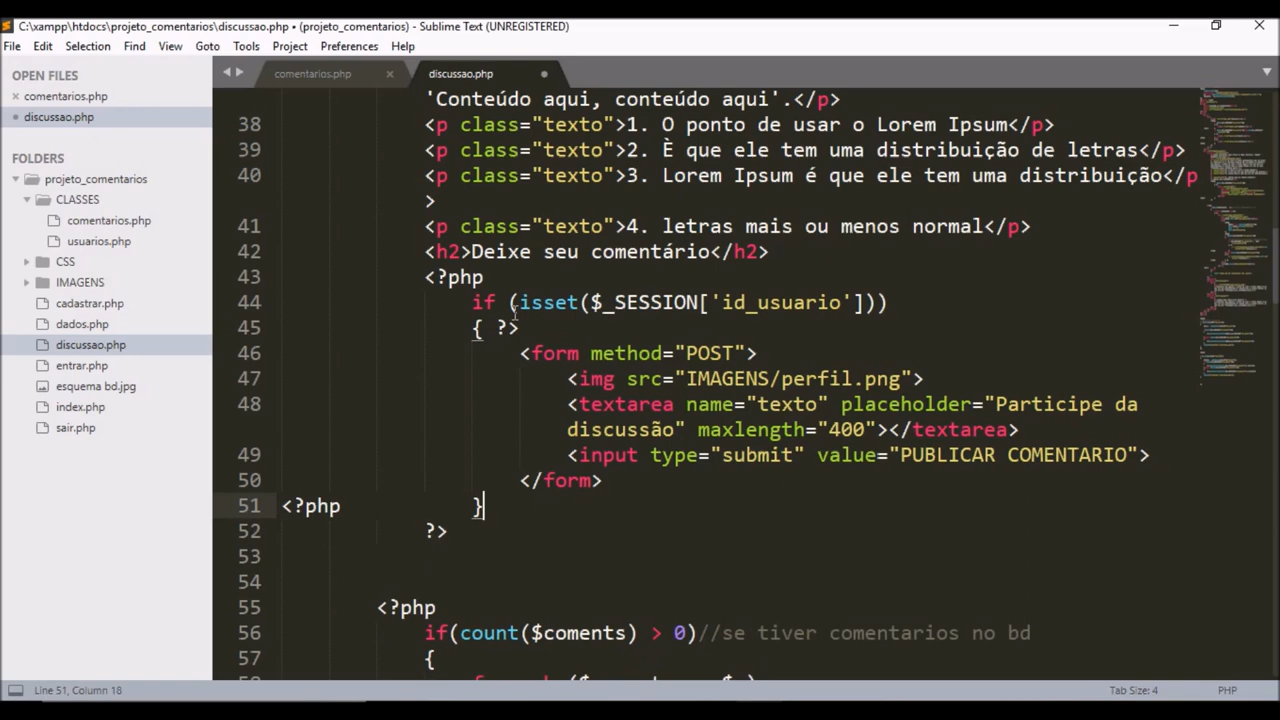 C:\xampp\htdocs\projeto_comentarios\discussao.php • (projeto_comentarios) - Sublime Text (UNREGISTERED)
File Edit Selection Find View Goto Tools Project Preferences Help
OPEN FILES
comentarios.php
discussao.php
FOLDERS
projeto_comentarios
CLASSES
comentarios.php
usuarios.php
CSS
IMAGENS
cadastrar.php
dados.php
discussao.php
entrar.php
esquema bd.jpg
index.php
sair.php
comentarios.php discussao.php
'Conteúdo aqui, conteúdo aqui'.</p>
38 <p class="texto">1. O ponto de usar o Lorem Ipsum</p>
39 <p class="texto">2. È que ele tem uma distribuição de letras</p>
40 <p class="texto">3. Lorem Ipsum é que ele tem uma distribuição</p
>
41 <p class="texto">4. letras mais ou menos normal</p>
42 <h2>Deixe seu comentário</h2>
43 <?php
44 if (isset($_SESSION['id_usuario']))
45 { ?>
46 <form method="POST">
47 <img src="IMAGENS/perfil.png">
48 <textarea name="texto" placeholder="Participe da
discussão" maxlength="400"></textarea>
49 <input type="submit" value="PUBLICAR COMENTARIO">
50 </form>
51 <?php }
52 ?>
53
54
55 <?php
56 if(count($coments) > 0)//se tiver comentarios no bd
57 {
Line 51, Column 18
Tab Size: 4 PHP